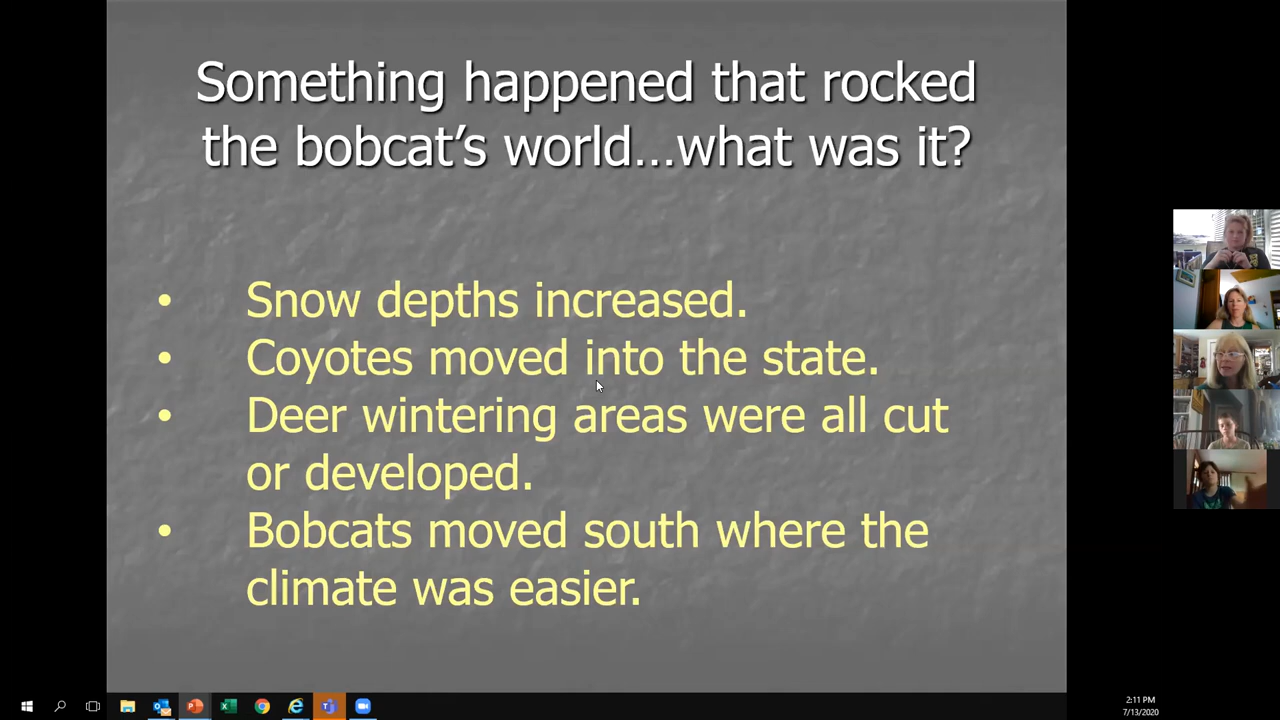 Something happened that rocked
the bobcat's world...what was it?
• Snow depths increased.
• Coyotes moved into the state.
• Deer wintering areas were all cut
or developed.
• Bobcats moved south where the
climate was easier.
2:11 PM
7/13/2020